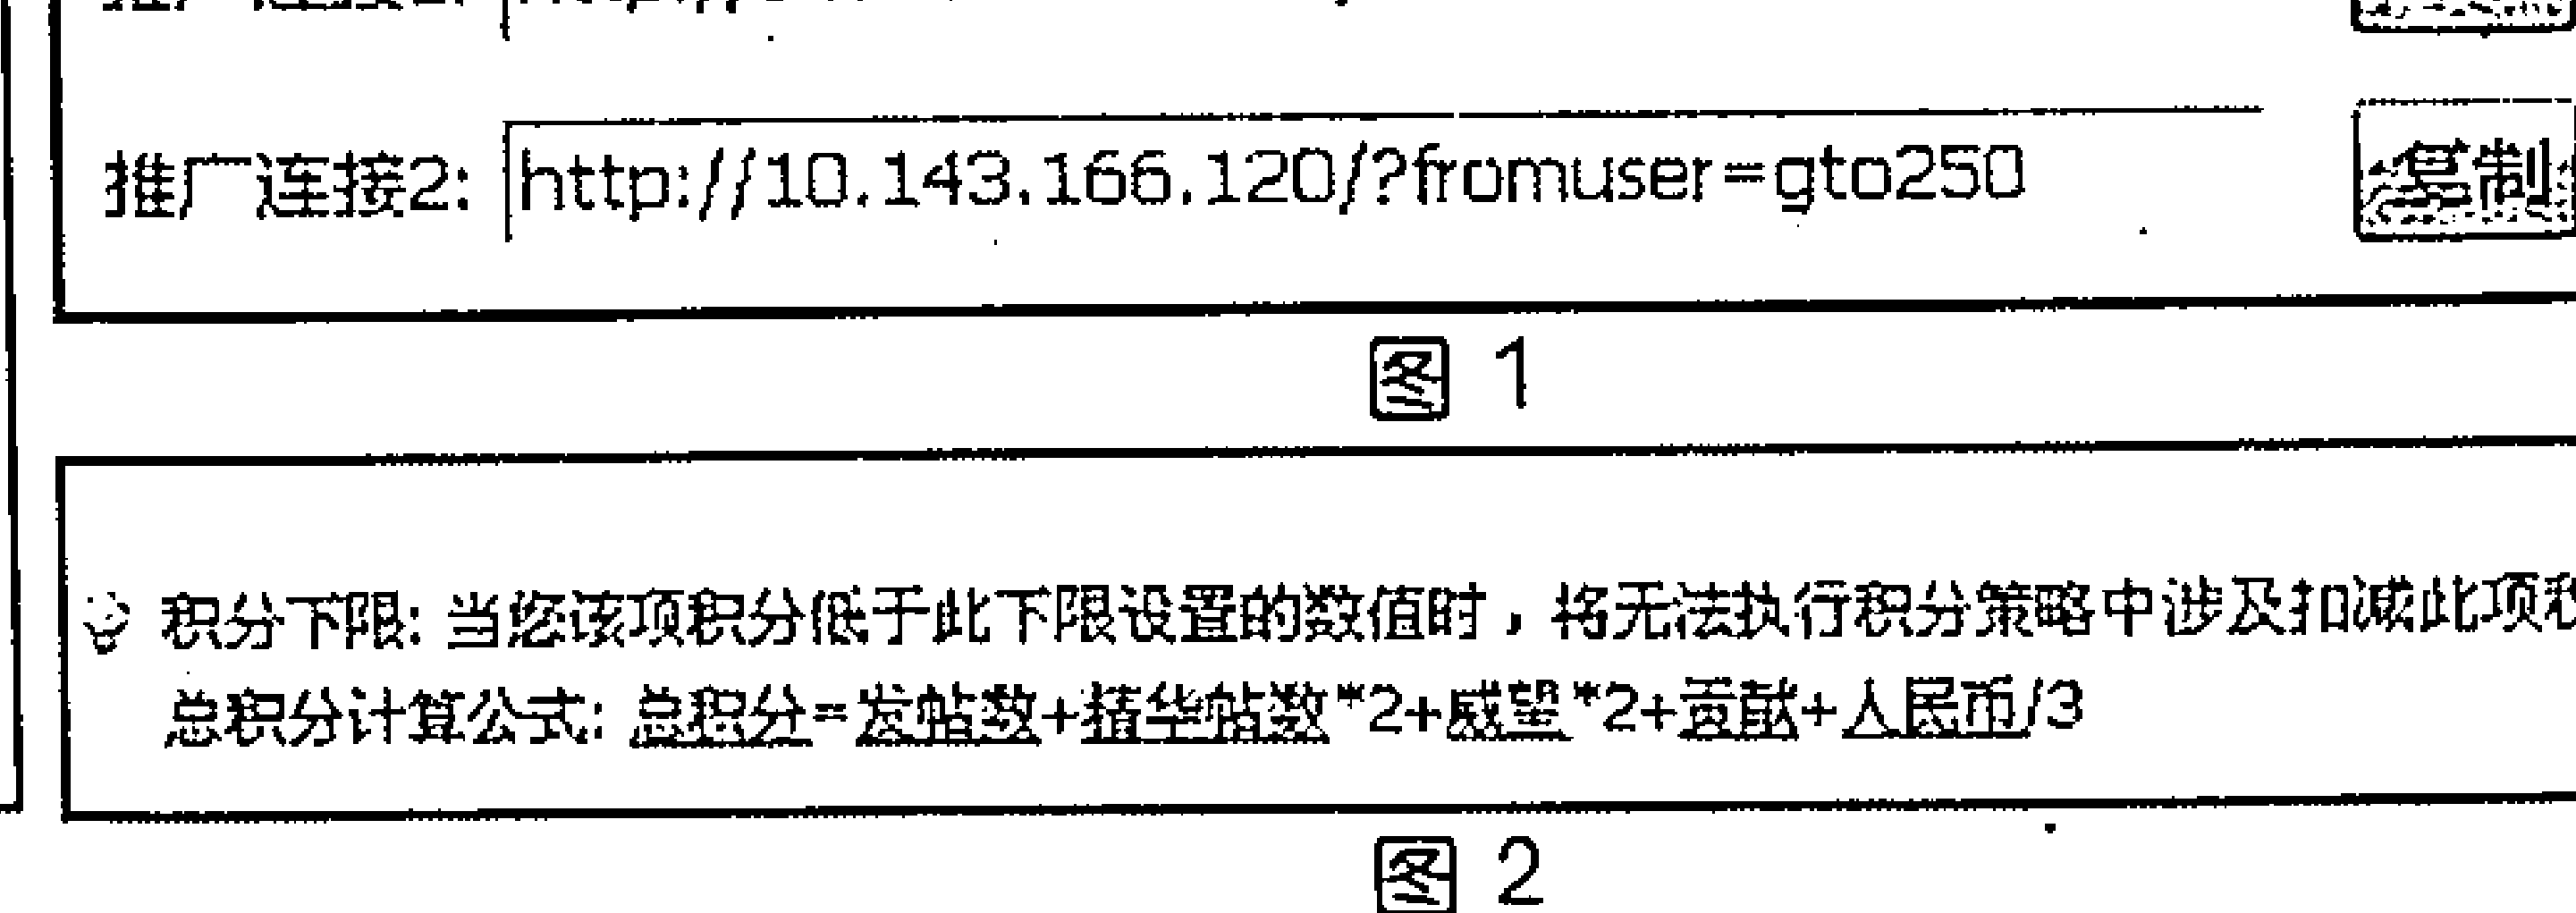 推广连接2: http://10.143.166.120/?fromuser=gto250 复制
图 1
积分下限: 当您该项积分低于此下限设置的数值时，将无法执行积分策略中涉及扣减此项
总积分计算公式: 总积分=发帖数+精华帖数*2+威望*2+贡献+人民币/3
图 2